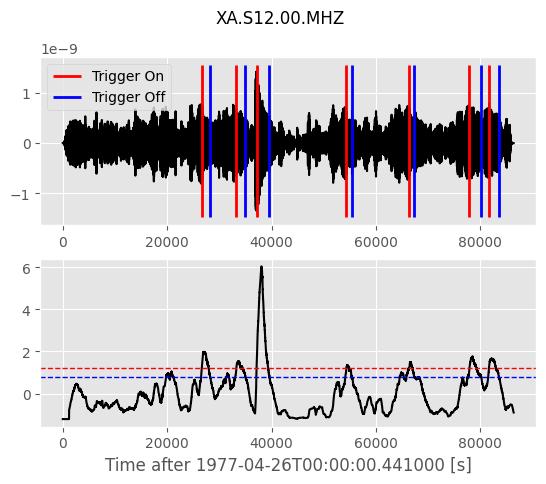 XA.S12.00.MHZ
1e−9
Trigger On
Trigger Off
1
0
−1
0 20000 40000 60000 80000
6
4
2
0
0 20000 40000 60000 80000
Time after 1977-04-26T00:00:00.441000 [s]